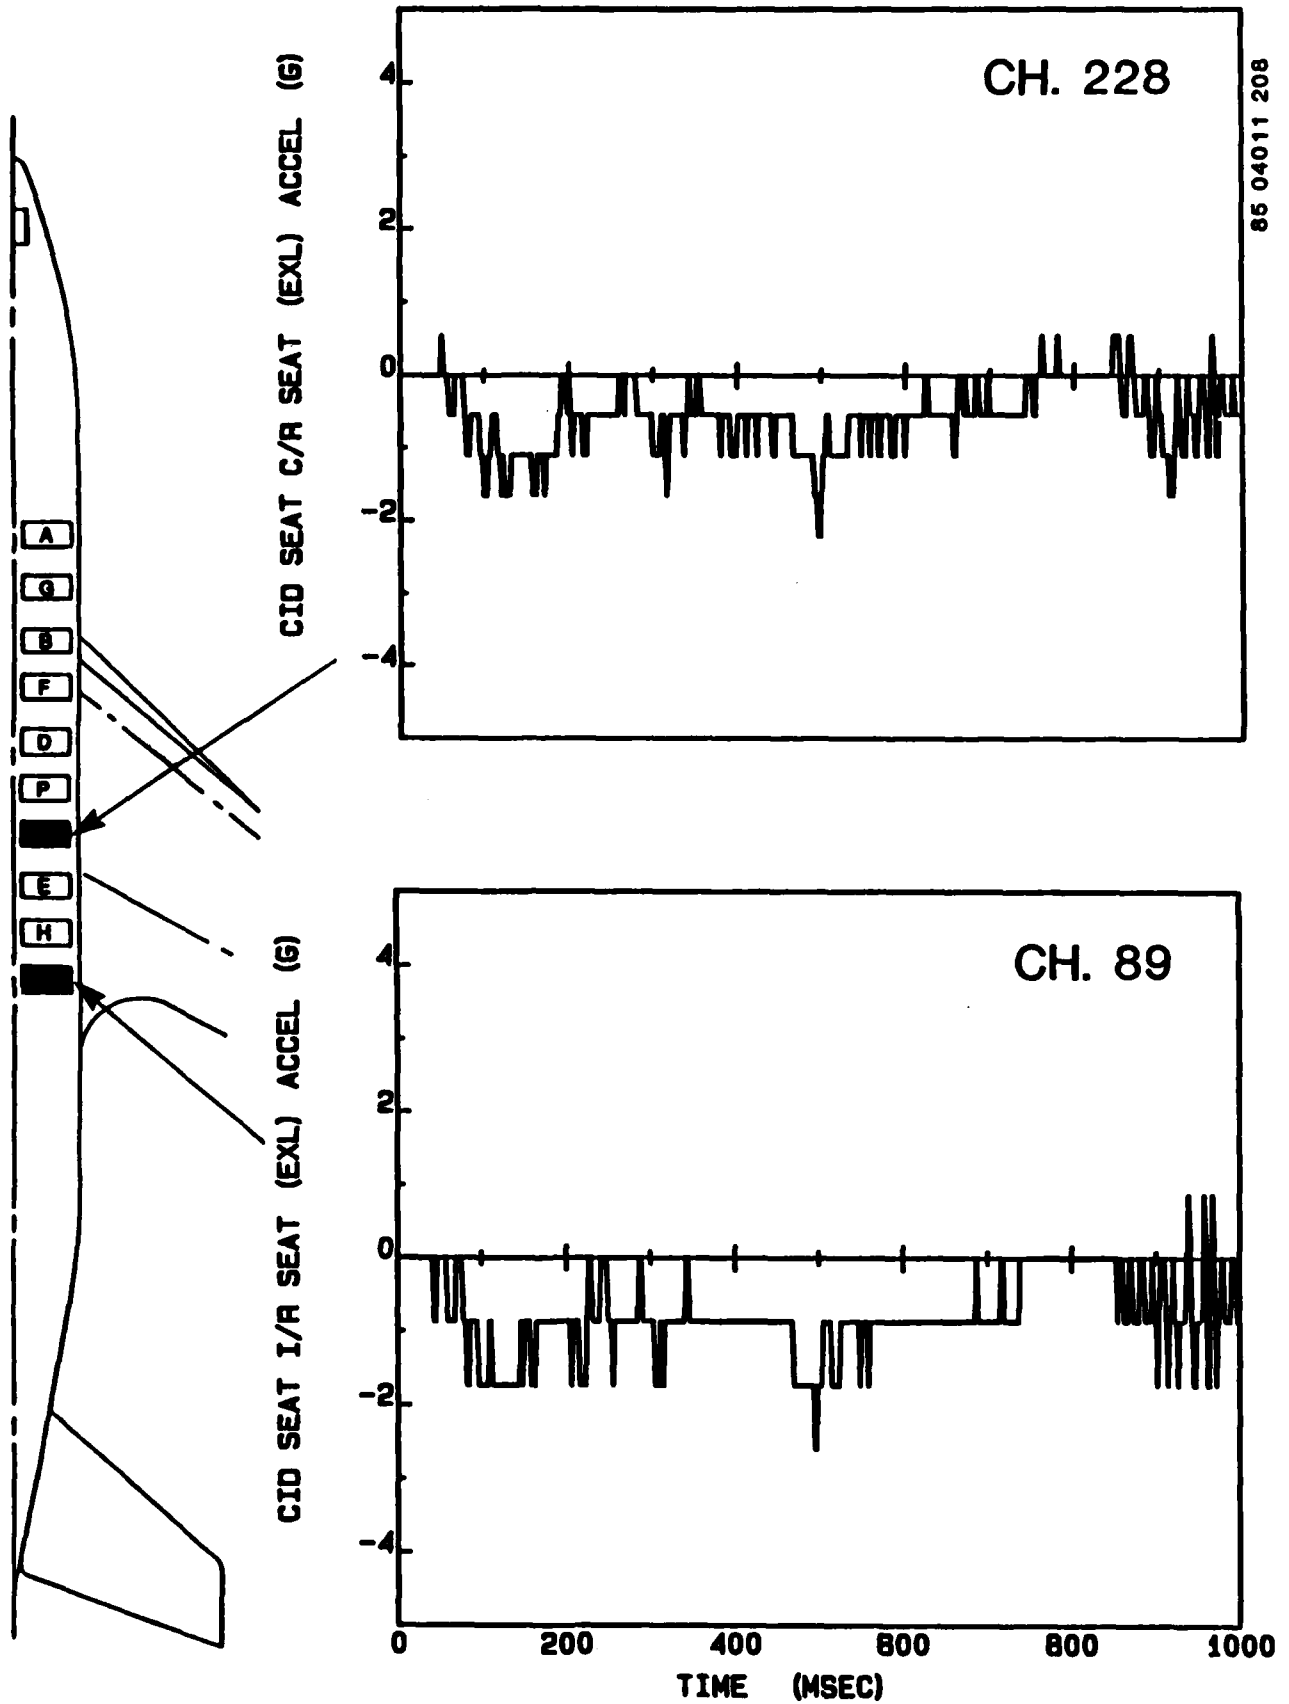 CH. 228
85 04011 208
CID SEAT C/R SEAT (EXL) ACCEL (G)
4
2
0
-2
-4
A
G
B
F
D
P
E
H
CH. 89
CID SEAT I/R SEAT (EXL) ACCEL (G)
4
2
0
-2
-4
0 200 400 600 800 1000
TIME (MSEC)